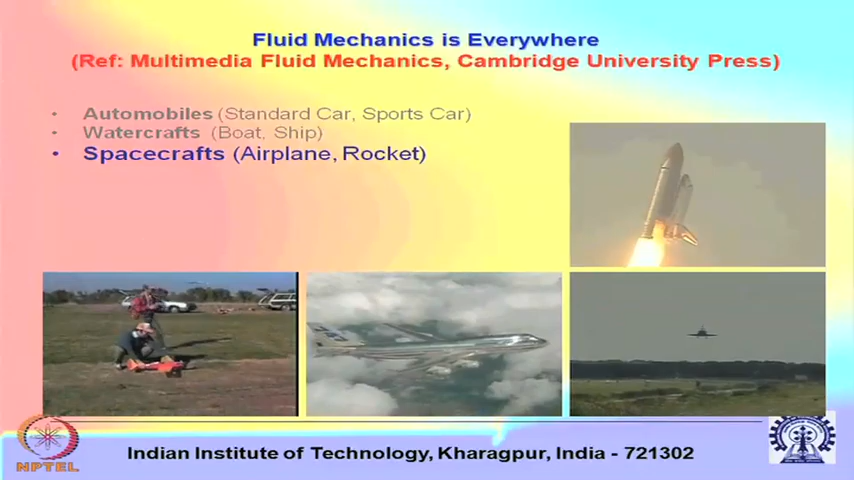 Fluid Mechanics is Everywhere
(Ref: Multimedia Fluid Mechanics, Cambridge University Press)
• Automobiles (Standard Car, Sports Car)
• Watercrafts (Boat, Ship)
• Spacecrafts (Airplane, Rocket)
Indian Institute of Technology, Kharagpur, India - 721302
NPTEL